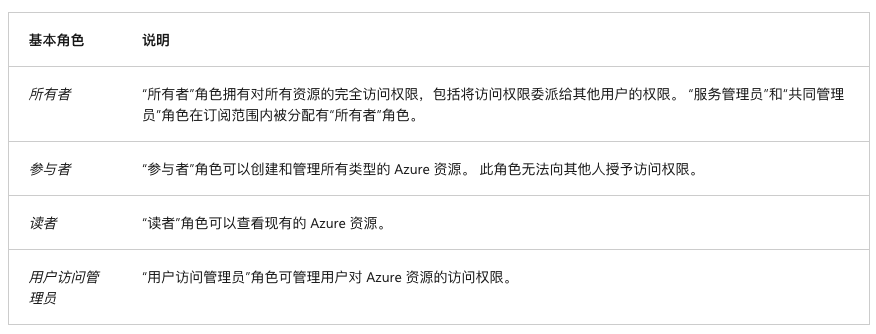 基本角色 说明
所有者 “所有者”角色拥有对所有资源的完全访问权限，包括将访问权限委派给其他用户的权限。 “服务管理员”和“共同管理
员”角色在订阅范围内被分配有“所有者”角色。
参与者 “参与者”角色可以创建和管理所有类型的 Azure 资源。 此角色无法向其他人授予访问权限。
读者 “读者”角色可以查看现有的 Azure 资源。
用户访问管 “用户访问管理员”角色可管理用户对 Azure 资源的访问权限。
理员